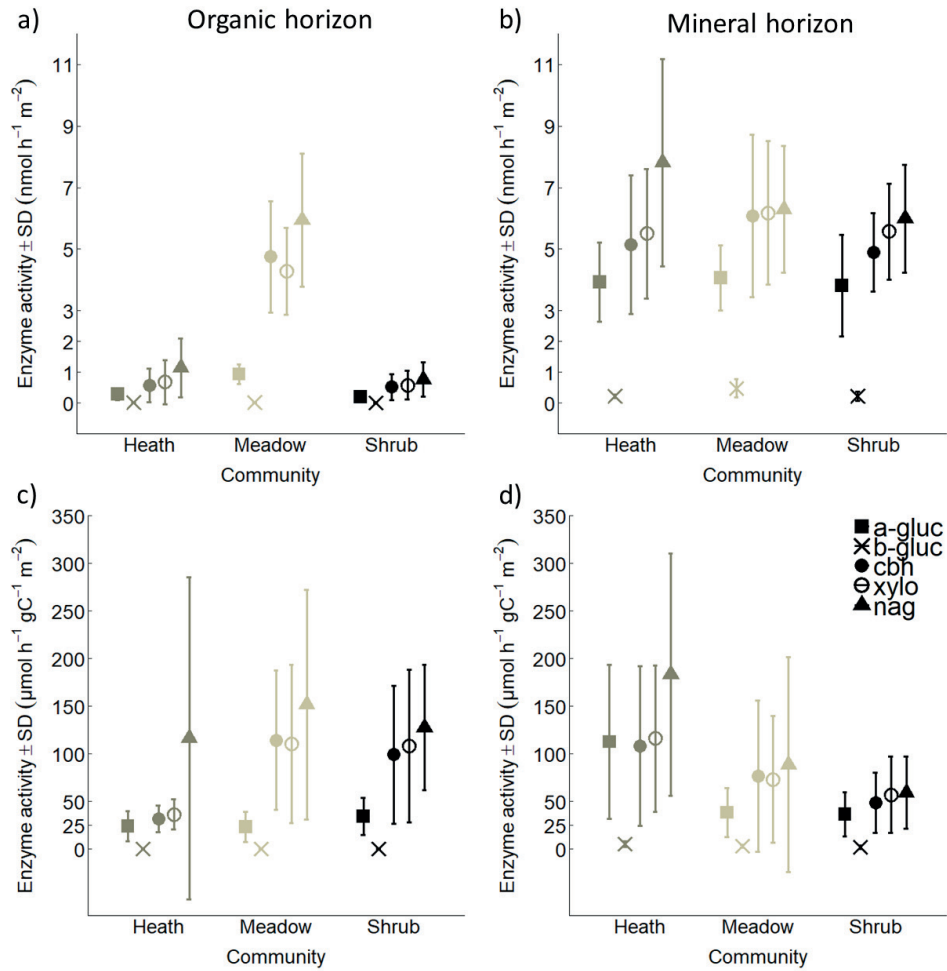 a) Organic horizon
b) Mineral horizon
Enzyme activity ± SD (nmol h⁻¹ m⁻²)
11
9
7
5
3
2
1
0
Heath Meadow Shrub
Community
Enzyme activity ± SD (nmol h⁻¹ m⁻²)
11
9
7
5
3
2
1
0
Heath Meadow Shrub
Community
c)
Enzyme activity ± SD (µmol h⁻¹ gC⁻¹ m⁻²)
350
300
250
200
150
100
50
25
0
Heath Meadow Shrub
Community
d)
Enzyme activity ± SD (µmol h⁻¹ gC⁻¹ m⁻²)
350
300
250
200
150
100
50
25
0
a-gluc
b-gluc
cbh
xylo
nag
Heath Meadow Shrub
Community